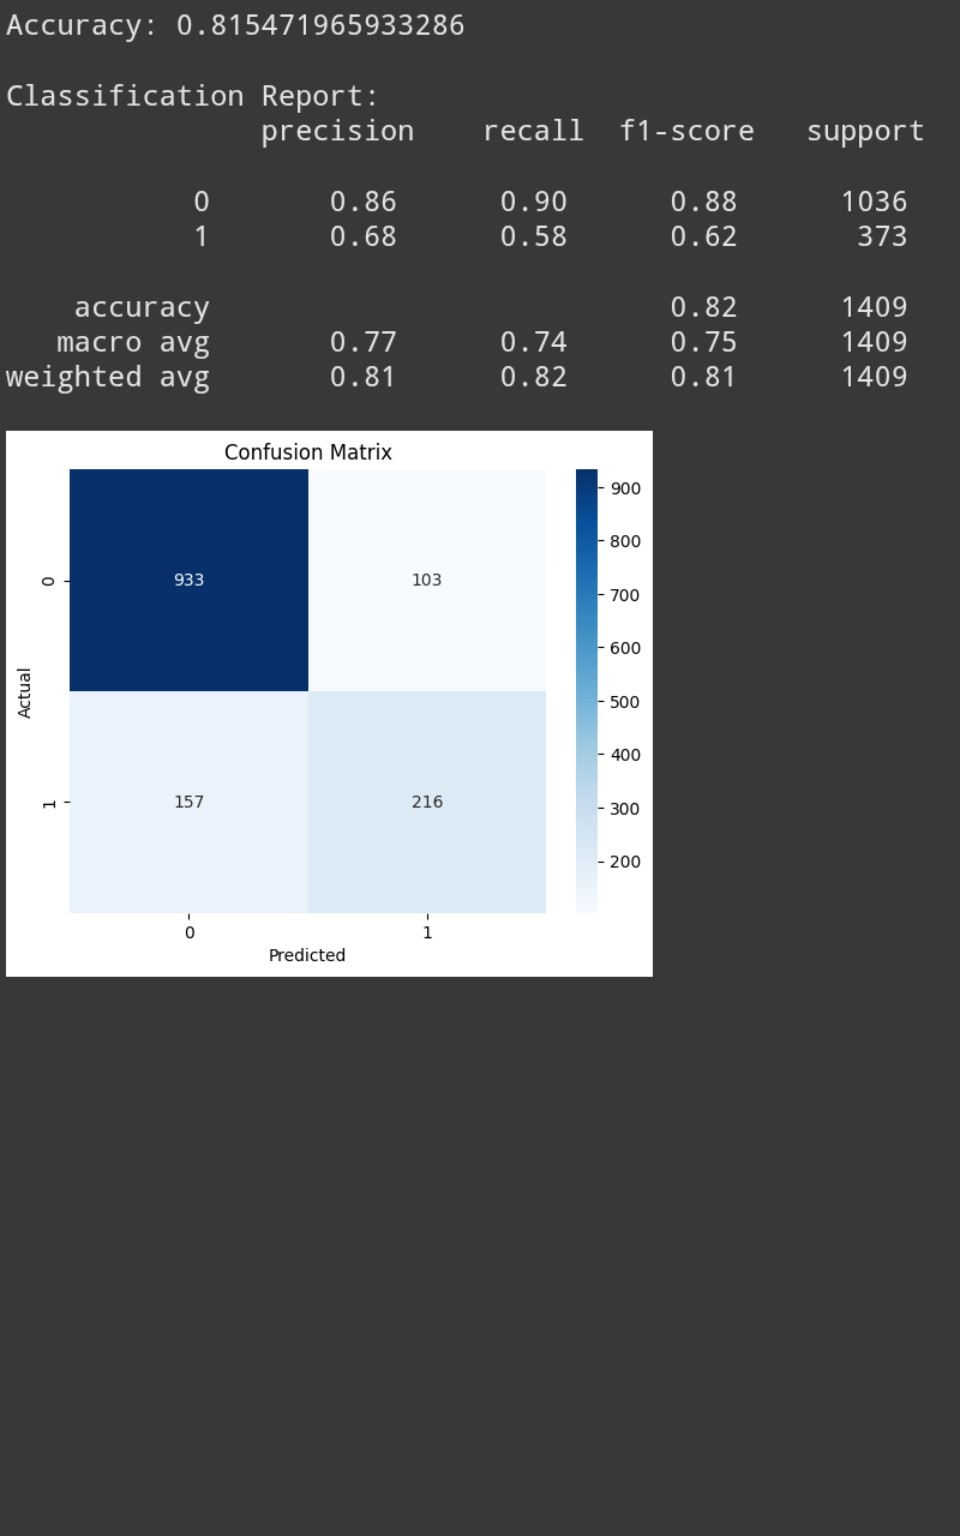 Accuracy: 0.815471965933286
Classification Report:
precision recall f1-score support
0 0.86 0.90 0.88 1036
1 0.68 0.58 0.62 373
accuracy 0.82 1409
macro avg 0.77 0.74 0.75 1409
weighted avg 0.81 0.82 0.81 1409
Confusion Matrix
900
800
700
600
500
400
300
200
0
933 103
Actual
1
157 216
0 1
Predicted